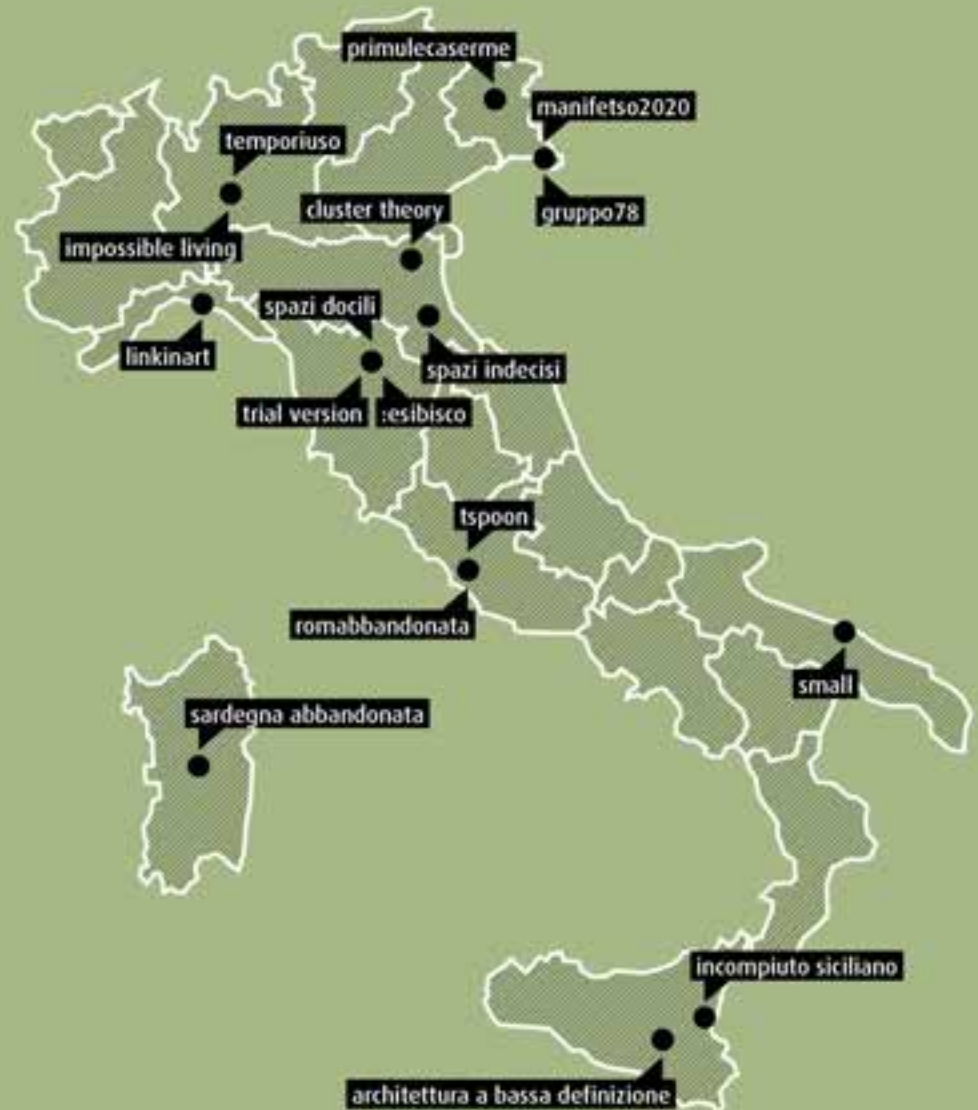 primulecaserme
manifetso2020
temporiuso
cluster theory
gruppo78
impossible living
spazi docili
linkinart
spazi indecisi
trial version
:esibisco
tspoon
romabbandonata
small
sardegna abbandonata
incompiuto siciliano
architettura a bassa definizione